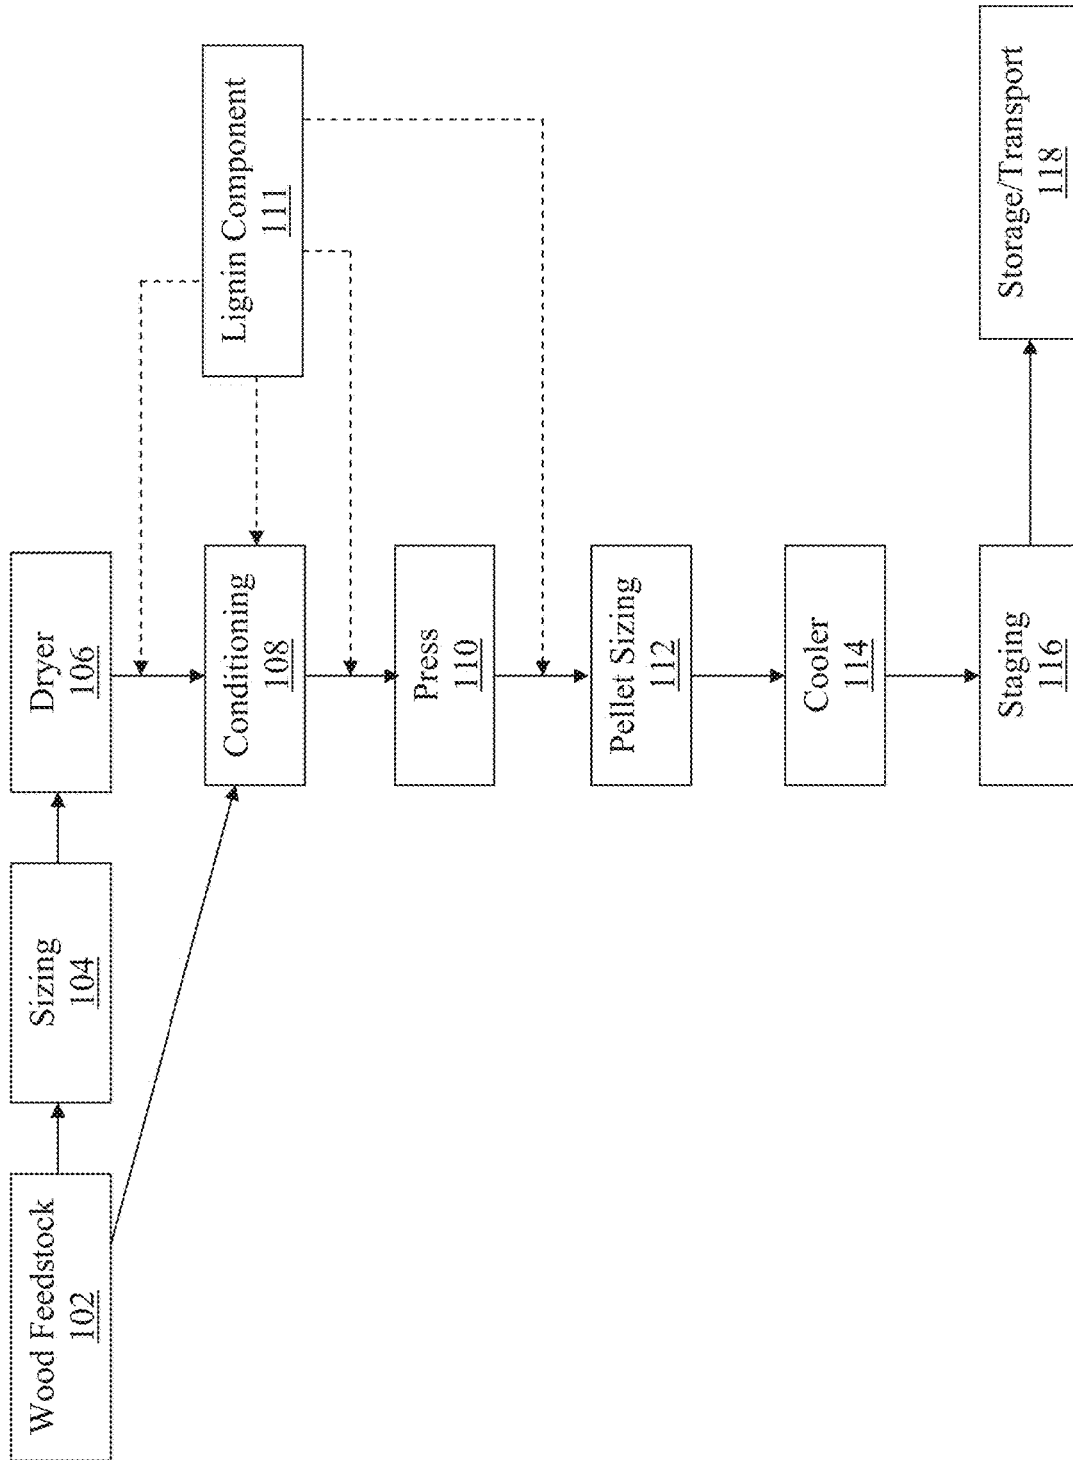 Wood Feedstock
102
Sizing
104
Dryer
106
Conditioning
108
Lignin Component
111
Press
110
Pellet Sizing
112
Cooler
114
Staging
116
Storage/Transport
118